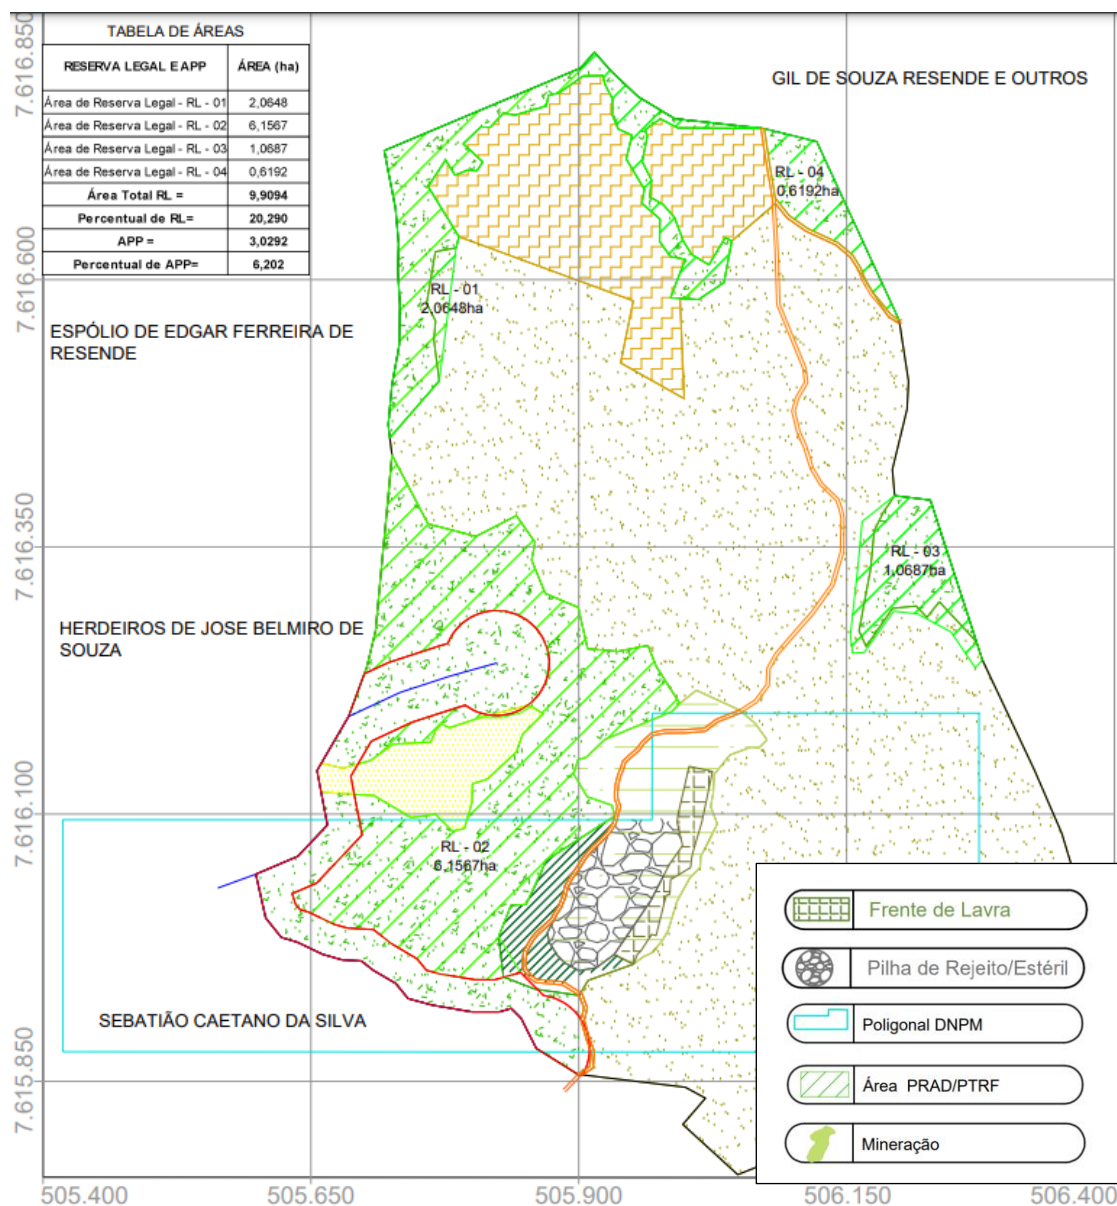 TABELA DE ÁREAS
RESERVA LEGAL E APP ÁREA (ha)
Área de Reserva Legal - RL - 01 2,0648
Área de Reserva Legal - RL - 02 6,1567
Área de Reserva Legal - RL - 03 1,0687
Área de Reserva Legal - RL - 04 0,6192
Área Total RL = 9,9094
Percentual de RL= 20,290
APP = 3,0292
Percentual de APP= 6,202
GIL DE SOUZA RESENDE E OUTROS
RL - 04
0,6192ha
RL - 01
2,0648ha
ESPÓLIO DE EDGAR FERREIRA DE
RESENDE
RL - 03
1,0687ha
HERDEIROS DE JOSE BELMIRO DE
SOUZA
RL - 02
6,1567ha
SEBATIÃO CAETANO DA SILVA
Frente de Lavra
Pilha de Rejeito/Estéril
Poligonal DNPM
Área PRAD/PTRF
Mineração
7.616.850
7.616.600
7.616.350
7.616.100
7.615.850
505.400
505.650
505.900
506.150
506.400